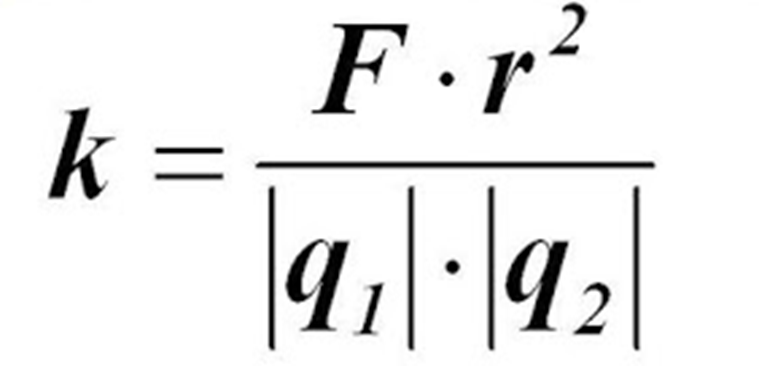 k = F · r²
|q₁| · |q₂|